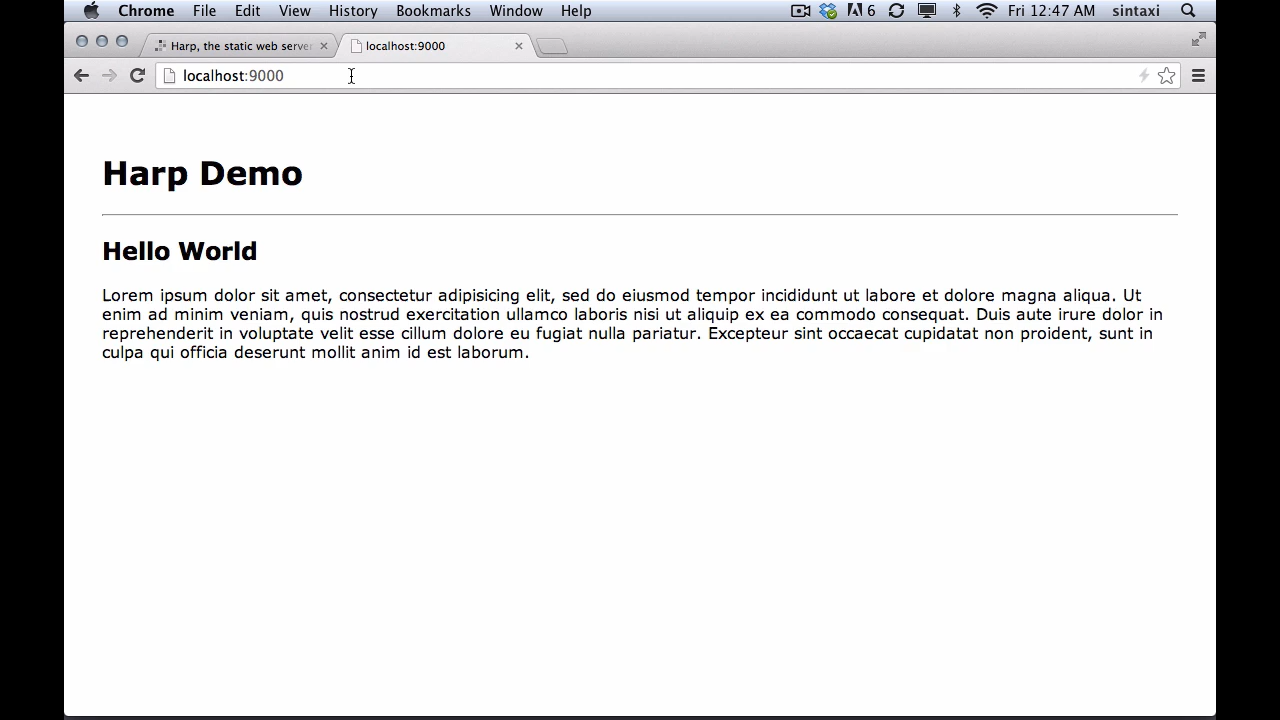 Chrome File Edit View History Bookmarks Window Help 6 Fri 12:47 AM sintaxi
Harp, the static web server localhost:9000
localhost:9000
Harp Demo
Hello World
Lorem ipsum dolor sit amet, consectetur adipisicing elit, sed do eiusmod tempor incididunt ut labore et dolore magna aliqua. Ut
enim ad minim veniam, quis nostrud exercitation ullamco laboris nisi ut aliquip ex ea commodo consequat. Duis aute irure dolor in
reprehenderit in voluptate velit esse cillum dolore eu fugiat nulla pariatur. Excepteur sint occaecat cupidatat non proident, sunt in
culpa qui officia deserunt mollit anim id est laborum.